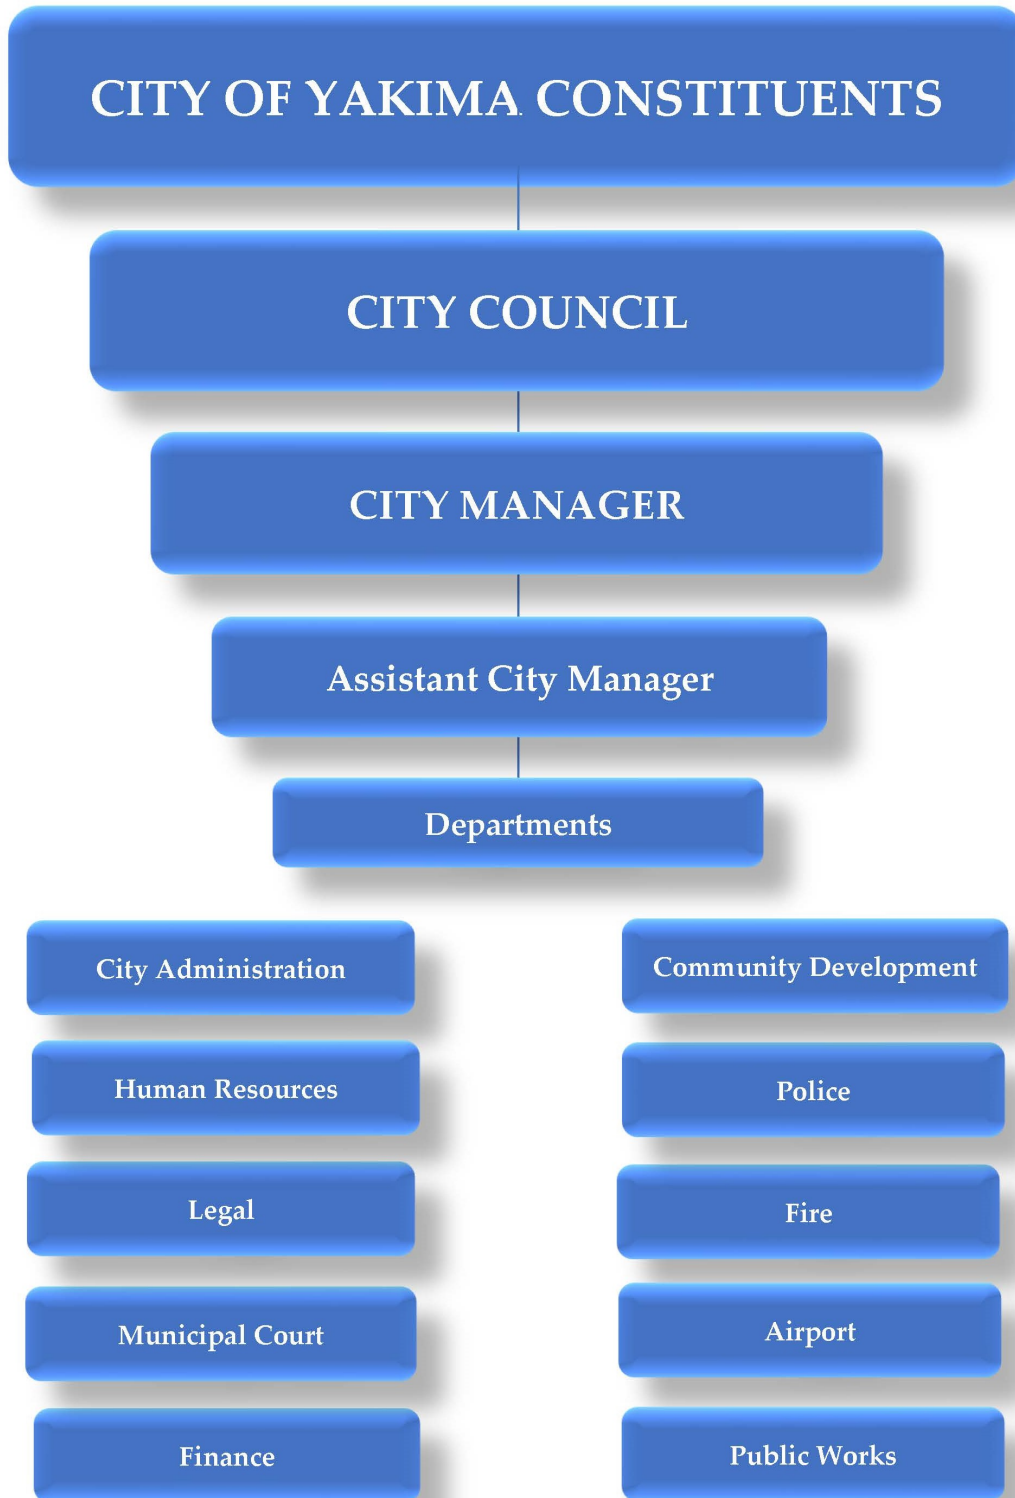 CITY OF YAKIMA CONSTITUENTS
CITY COUNCIL
CITY MANAGER
Assistant City Manager
Departments
City Administration
Human Resources
Legal
Municipal Court
Finance
Community Development
Police
Fire
Airport
Public Works